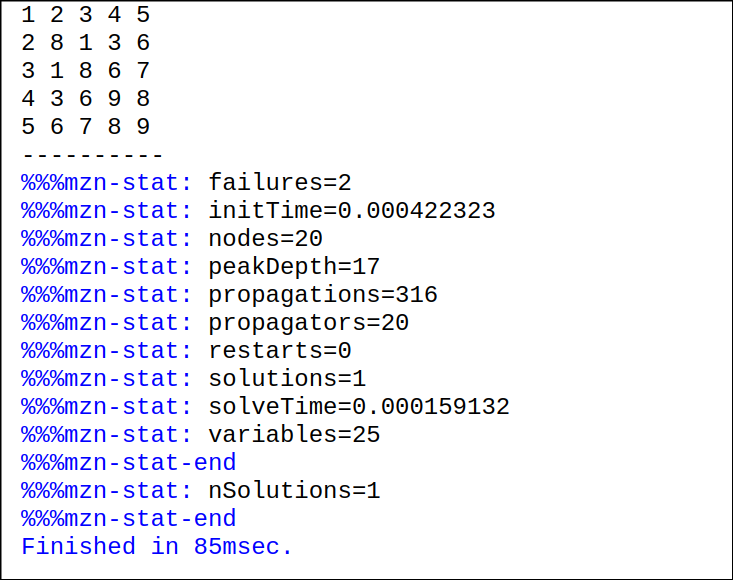 1 2 3 4 5
2 8 1 3 6
3 1 8 6 7
4 3 6 9 8
5 6 7 8 9
----------
%%%mzn-stat: failures=2
%%%mzn-stat: initTime=0.000422323
%%%mzn-stat: nodes=20
%%%mzn-stat: peakDepth=17
%%%mzn-stat: propagations=316
%%%mzn-stat: propagators=20
%%%mzn-stat: restarts=0
%%%mzn-stat: solutions=1
%%%mzn-stat: solveTime=0.000159132
%%%mzn-stat: variables=25
%%%mzn-stat-end
%%%mzn-stat: nSolutions=1
%%%mzn-stat-end
Finished in 85msec.